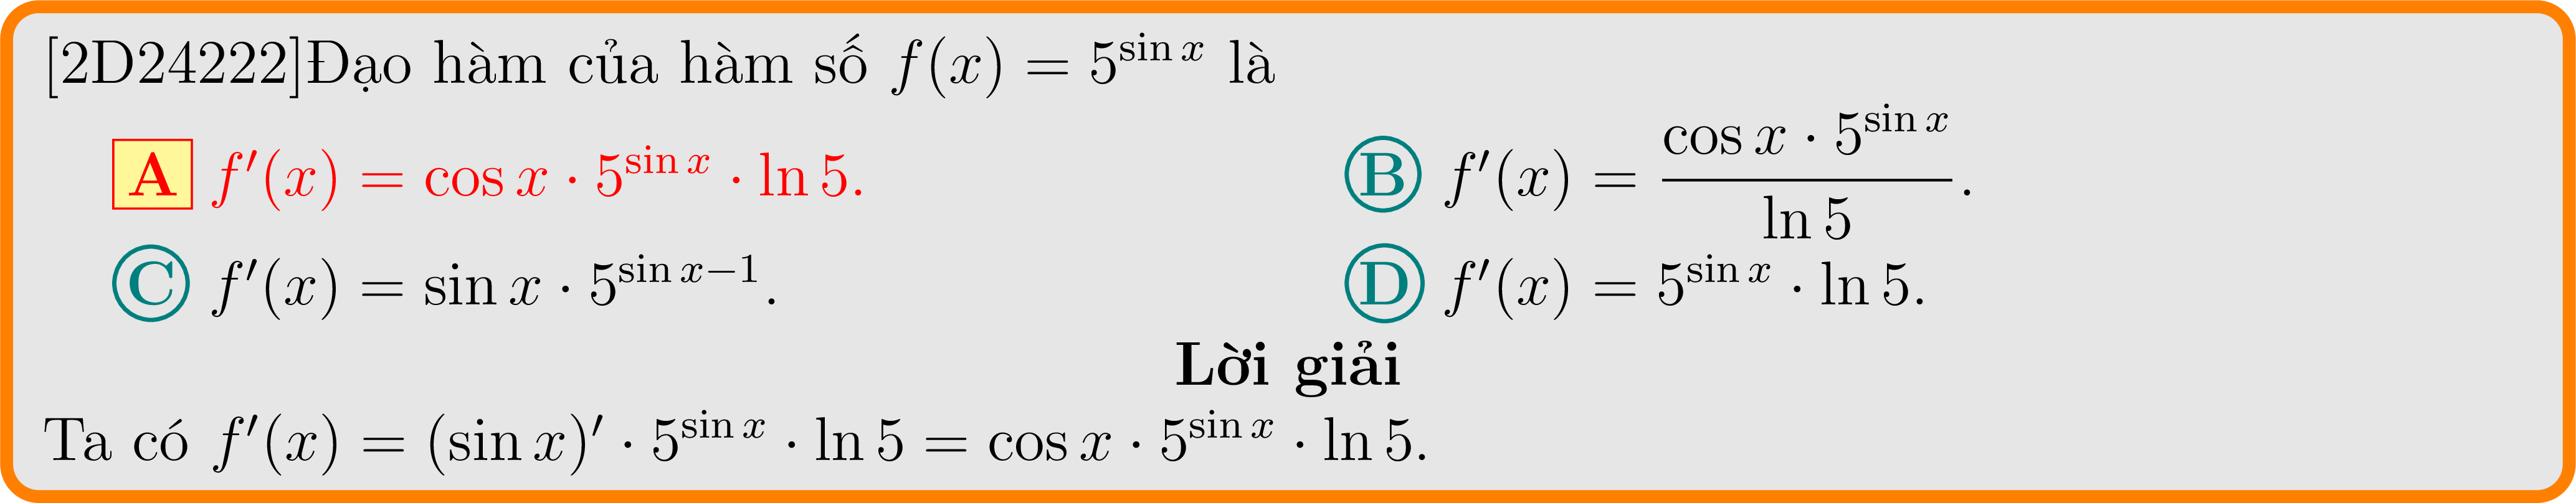 [2D24222]Đạo hàm của hàm số $f(x) = 5^{\sin x}$ là
A $f'(x) = \cos x \cdot 5^{\sin x} \cdot \ln 5.$ B $f'(x) = \dfrac{\cos x \cdot 5^{\sin x}}{\ln 5}.$
C $f'(x) = \sin x \cdot 5^{\sin x - 1}.$ D $f'(x) = 5^{\sin x} \cdot \ln 5.$
Lời giải
Ta có $f'(x) = (\sin x)' \cdot 5^{\sin x} \cdot \ln 5 = \cos x \cdot 5^{\sin x} \cdot \ln 5.$